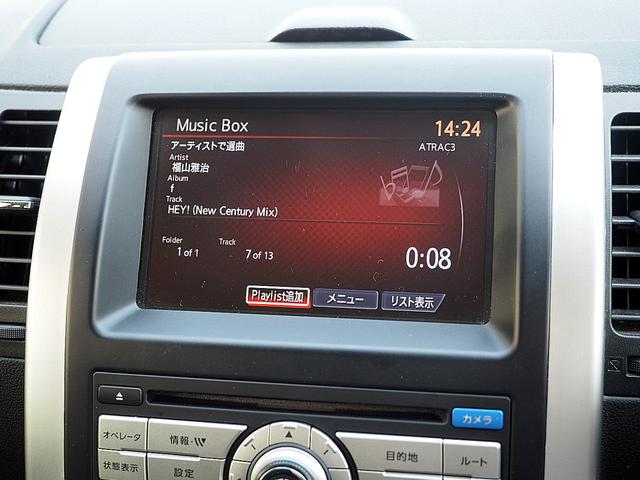 Music Box 14:24
アーティストで選曲 ATRAC3
Artist
福山雅治
Album
f
Track
HEY! (New Century Mix)
Folder Track
1 of 1 7 of 13 0:08
Playlist追加 メニュー リスト表示
カメラ
オペレータ 情報・ 目的地 ルート
状態表示 設定